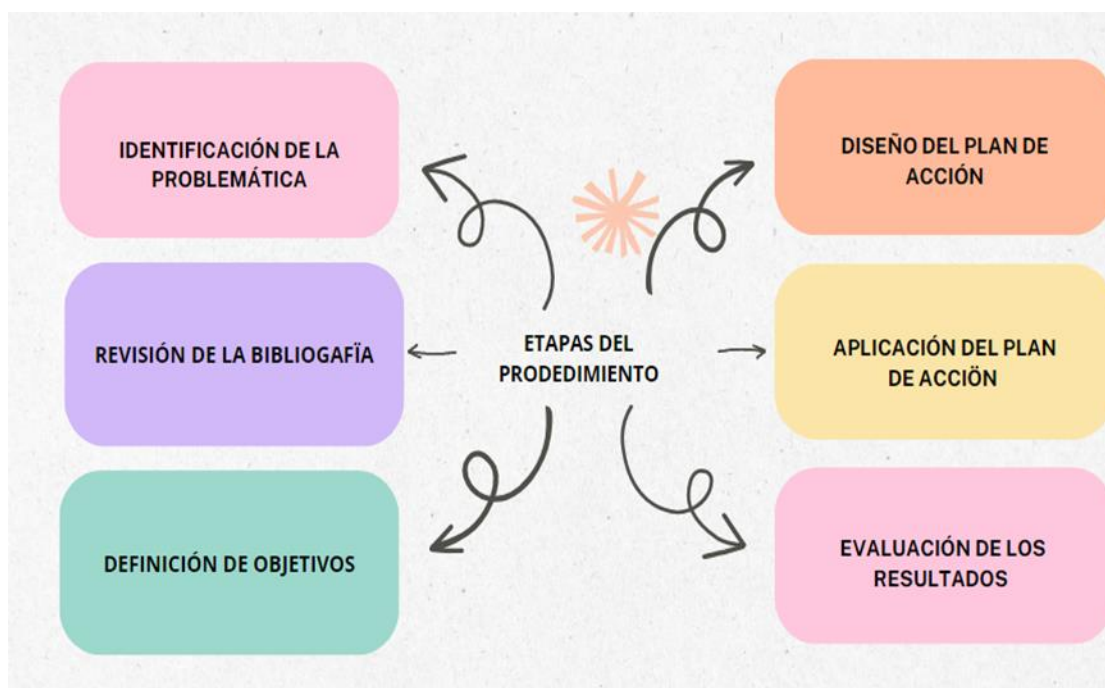 IDENTIFICACIÓN DE LA
PROBLEMÁTICA
REVISIÓN DE LA BIBLIOGAFÏA
DEFINICIÓN DE OBJETIVOS
ETAPAS DEL
PRODEDIMIENTO
DISEÑO DEL PLAN DE
ACCIÓN
APLICACIÓN DEL PLAN
DE ACCIÖN
EVALUACIÓN DE LOS
RESULTADOS